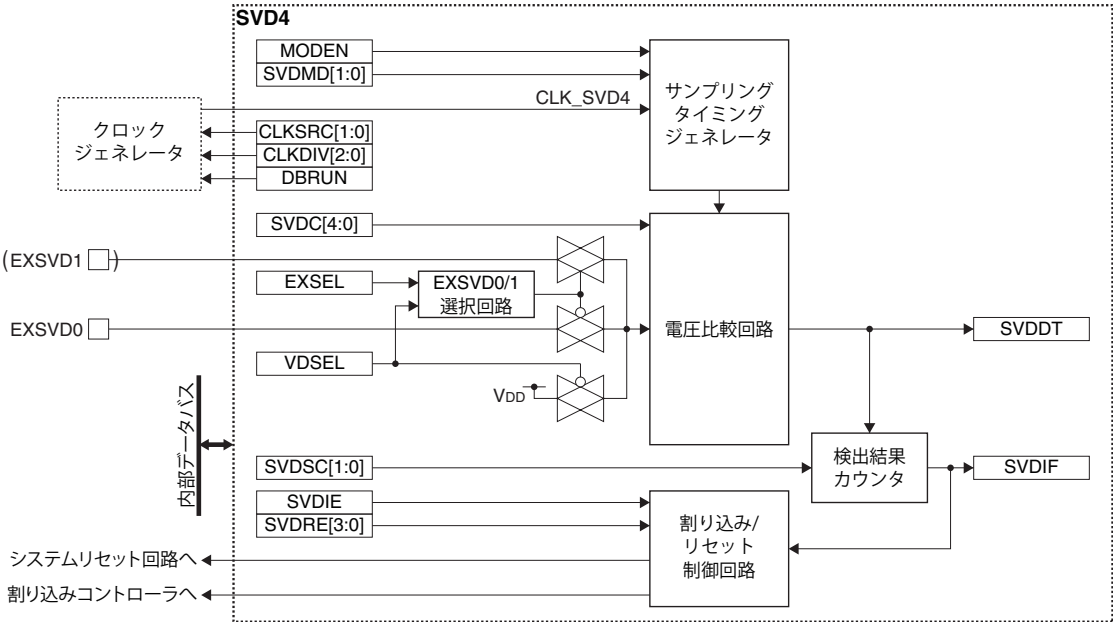 SVD4
MODEN
SVDMD[1:0]
CLK_SVD4
サンプリング
タイミング
ジェネレータ
クロック
ジェネレータ
CLKSRC[1:0]
CLKDIV[2:0]
DBRUN
SVDC[4:0]
(EXSVD1 )
EXSEL
EXSVD0/1
選択回路
EXSVD0
電圧比較回路
SVDDT
VDSEL
VDD
内部データバス
SVDSC[1:0]
検出結果
カウンタ
SVDIF
SVDIE
SVDRE[3:0]
割り込み/
リセット
制御回路
システムリセット回路へ
割り込みコントローラへ